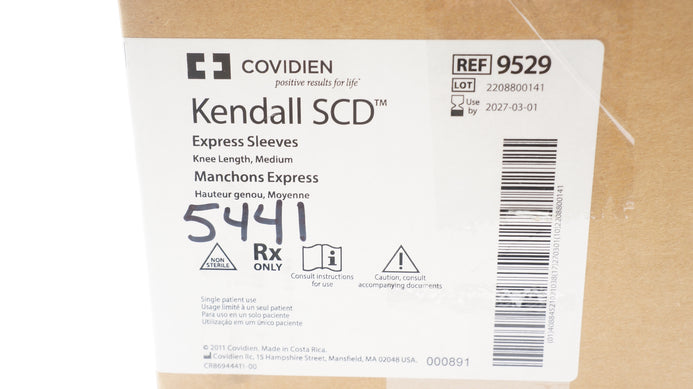 COVIDIEN
positive results for life™
Kendall SCD™
Express Sleeves
Knee Length, Medium
Manchons Express
Hauteur genou, Moyenne
5441
REF 9529
LOT 2208800141
Use by 2027-03-01
NON STERILE
Rx ONLY
i
Consult instructions for use
!
Caution, consult accompanying documents
Single patient use
Usage limité à un seul patient
Para uso en un solo paciente
Utilização em um único paciente
© 2011 Covidien. Made in Costa Rica.
Covidien llc, 15 Hampshire Street, Mansfield, MA 02048 USA.
000891